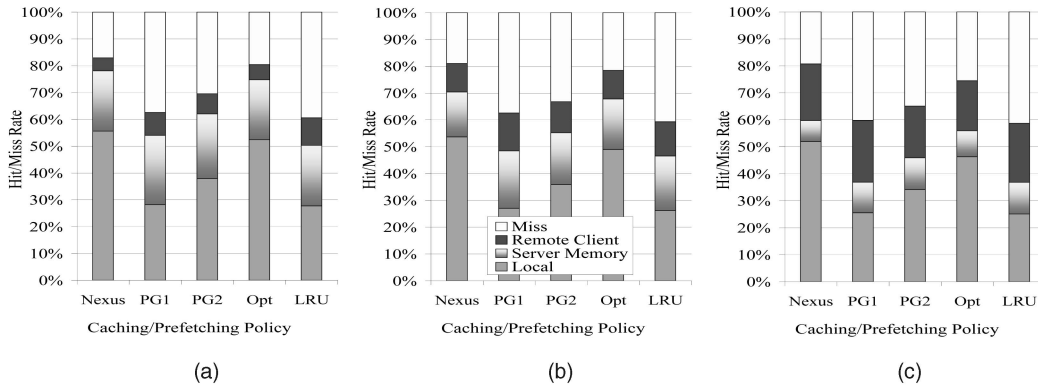 100%
90%
80%
70%
60%
50%
40%
30%
20%
10%
0%
Hit/Miss Rate
Nexus PG1 PG2 Opt LRU
Caching/Prefetching Policy
(a)
100%
90%
80%
70%
60%
50%
40%
30%
20%
10%
0%
Hit/Miss Rate
Miss
Remote Client
Server Memory
Local
Nexus PG1 PG2 Opt LRU
Caching/Prefetching Policy
(b)
100%
90%
80%
70%
60%
50%
40%
30%
20%
10%
0%
Hit/Miss Rate
Nexus PG1 PG2 Opt LRU
Caching/Prefetching Policy
(c)